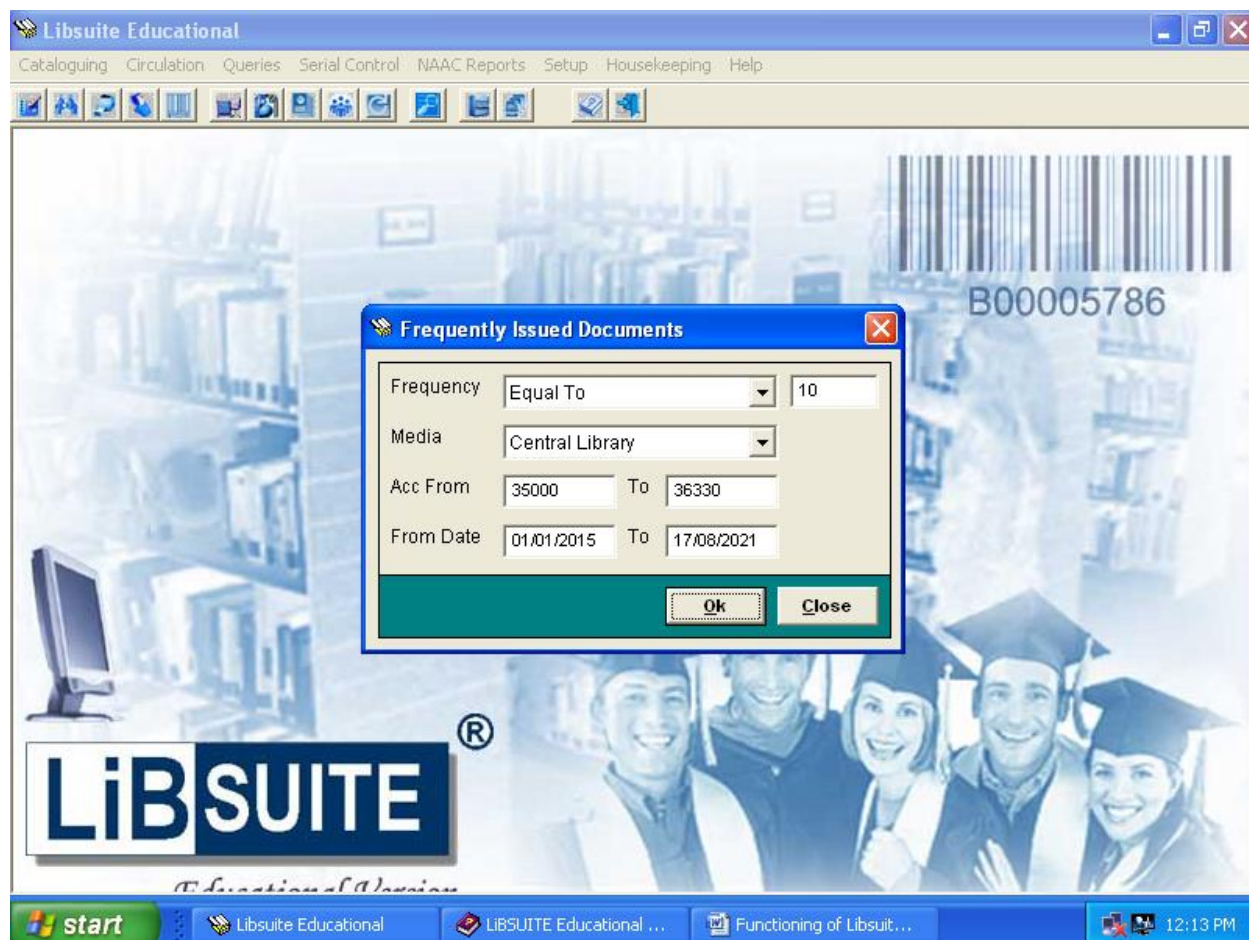 Libsuite Educational
Cataloguing Circulation Queries Serial Control NAAC Reports Setup Housekeeping Help
B00005786
Frequently Issued Documents
Frequency Equal To 10
Media Central Library
Acc From 35000 To 36330
From Date 01/01/2015 To 17/08/2021
Ok Close
®
LiBSUITE
Educational Version
start Libsuite Educational LiBSUITE Educational ... Functioning of Libsuit... 12:13 PM